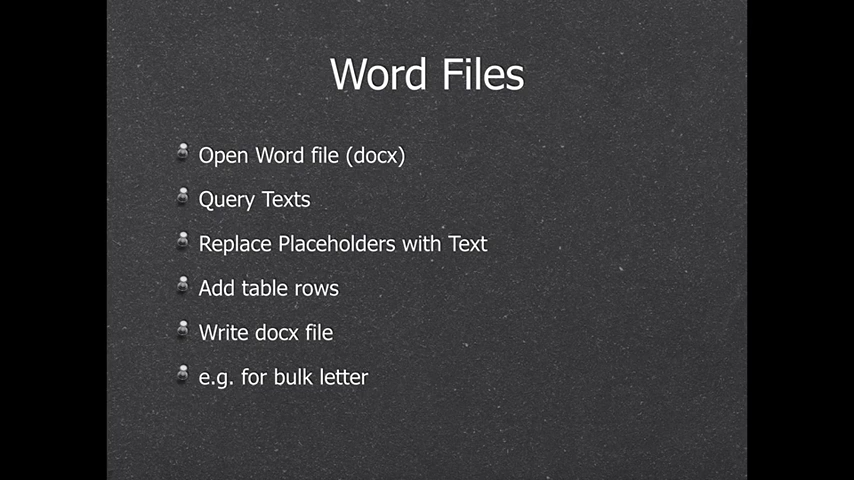 Word Files
Open Word file (docx)
Query Texts
Replace Placeholders with Text
Add table rows
Write docx file
e.g. for bulk letter